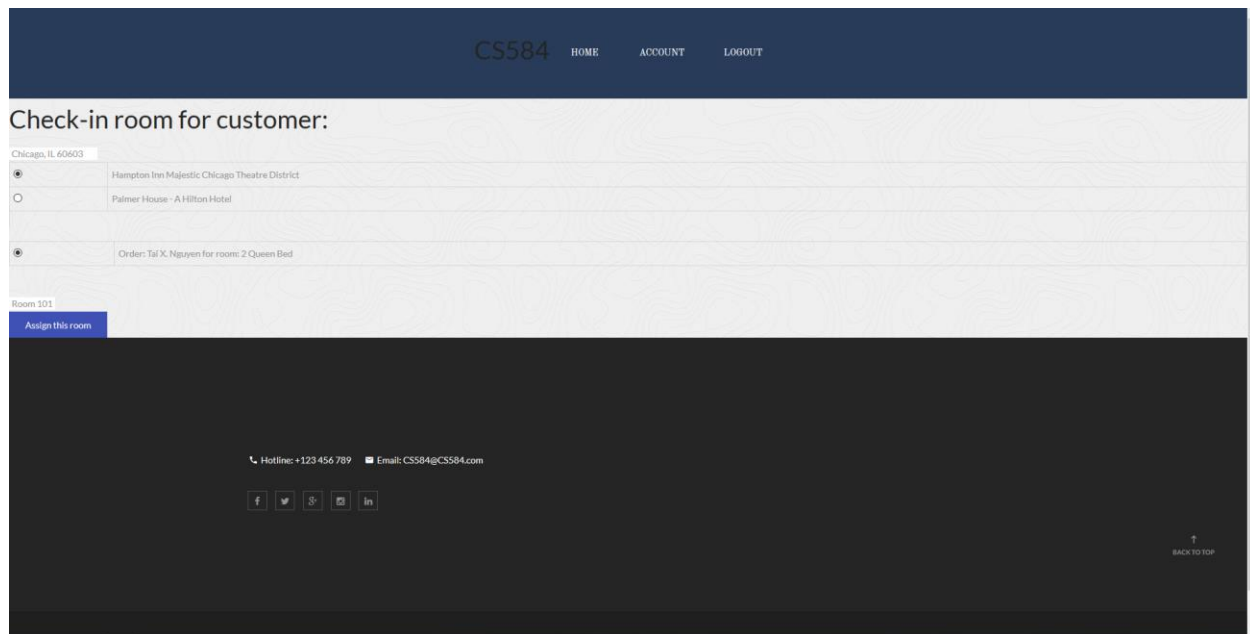 CS584 HOME ACCOUNT LOGOUT
Check-in room for customer:
Chicago, IL 60603
Hampton Inn Majestic Chicago Theatre District
Palmer House - A Hilton Hotel
Order: Tai X. Nguyen for room: 2 Queen Bed
Room 101
Assign this room
Hotline: +123 456 789 Email: CS584@CS584.com
BACK TO TOP